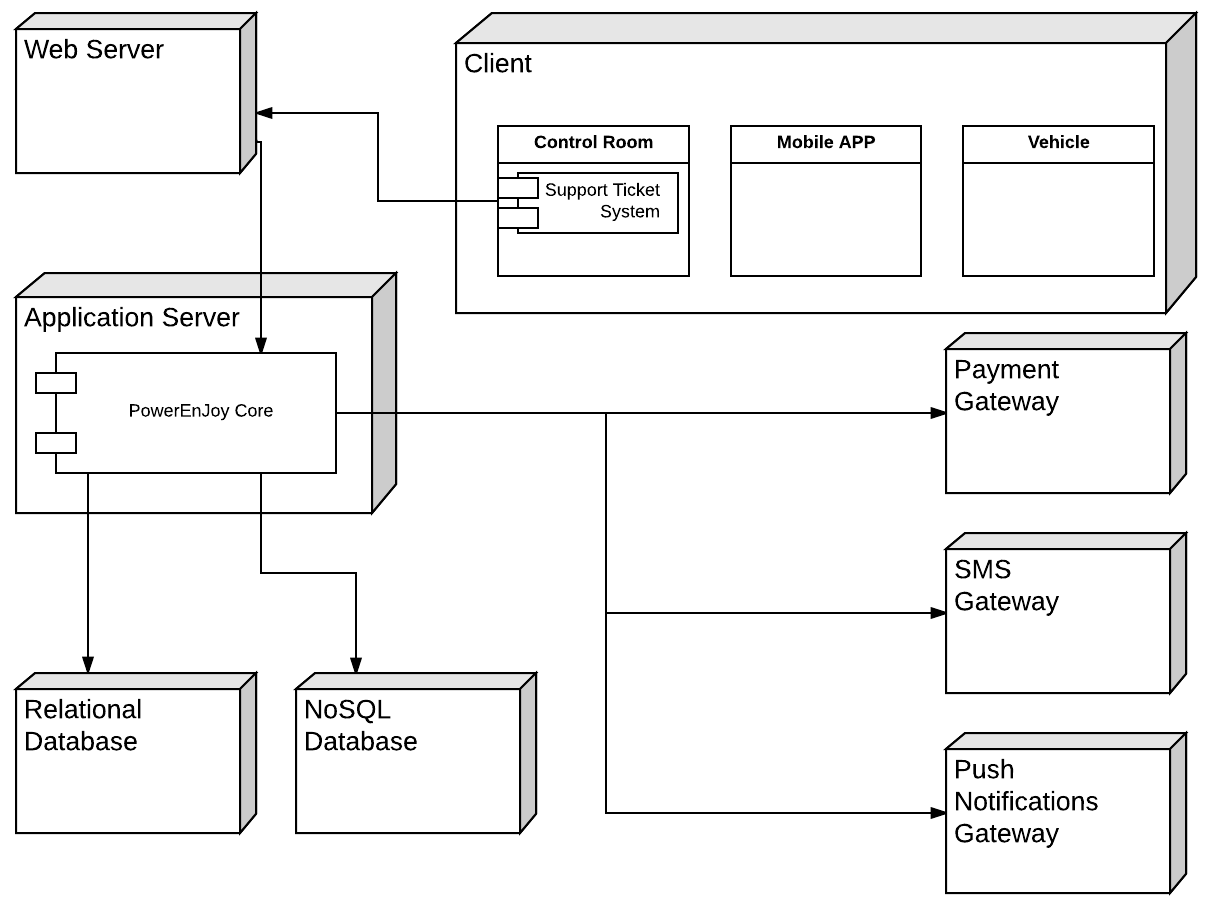 Web Server
Client
Control Room
Mobile APP
Vehicle
Support Ticket
System
Application Server
PowerEnJoy Core
Payment
Gateway
SMS
Gateway
Relational
Database
NoSQL
Database
Push
Notifications
Gateway